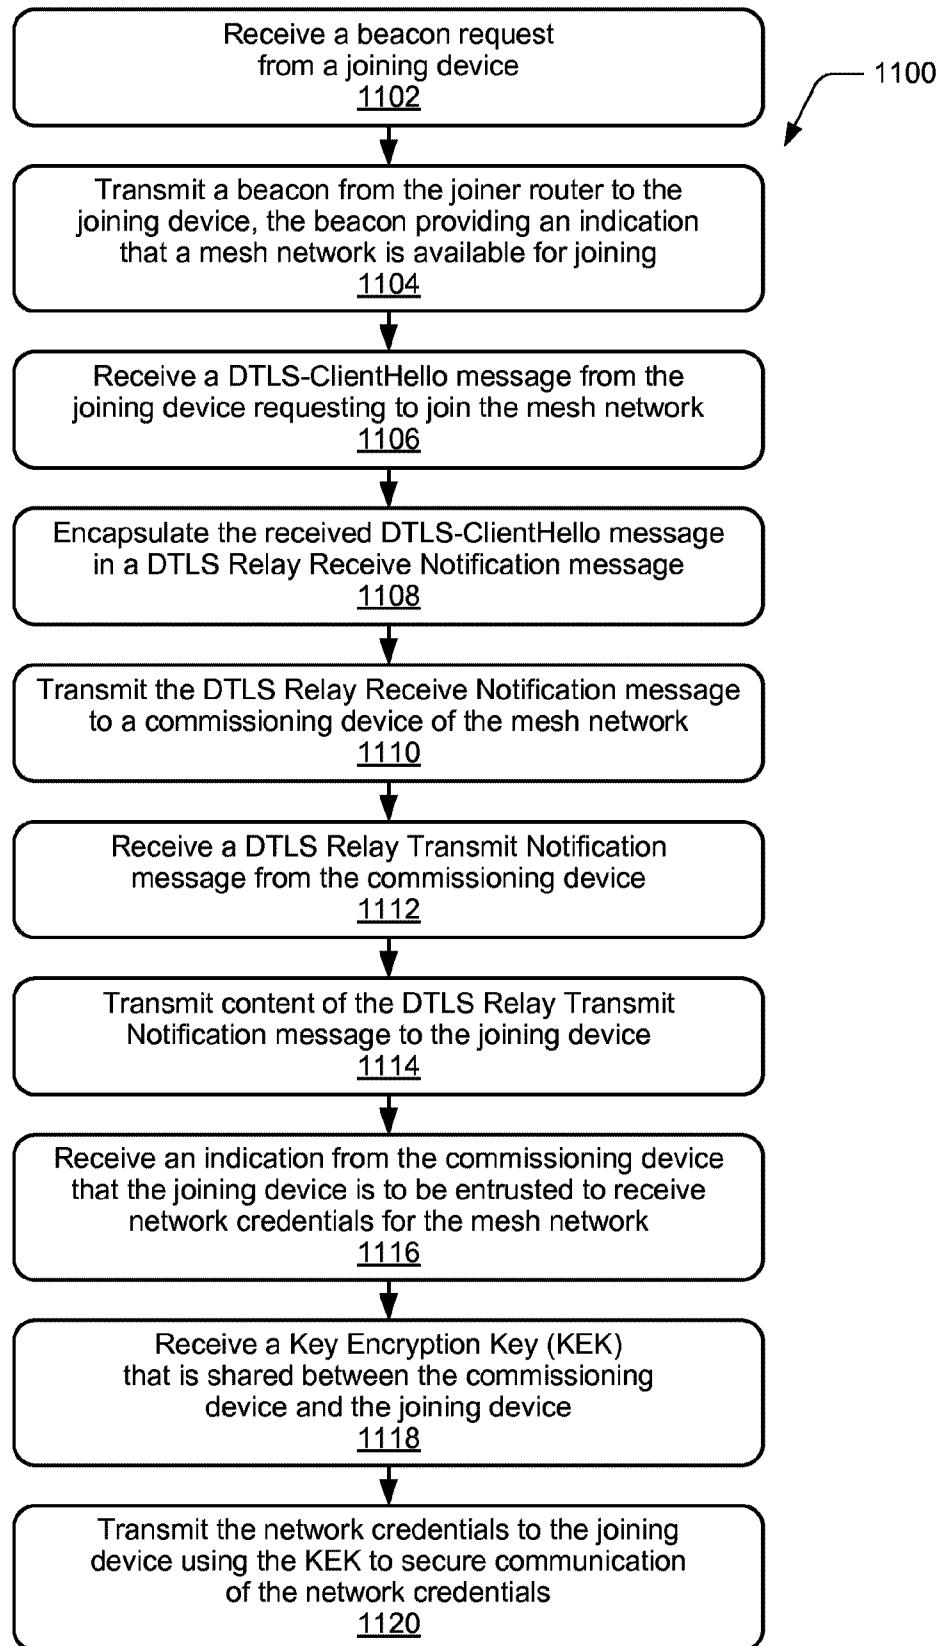 Receive a beacon request
from a joining device
1102
1100
Transmit a beacon from the joiner router to the
joining device, the beacon providing an indication
that a mesh network is available for joining
1104
Receive a DTLS-ClientHello message from the
joining device requesting to join the mesh network
1106
Encapsulate the received DTLS-ClientHello message
in a DTLS Relay Receive Notification message
1108
Transmit the DTLS Relay Receive Notification message
to a commissioning device of the mesh network
1110
Receive a DTLS Relay Transmit Notification
message from the commissioning device
1112
Transmit content of the DTLS Relay Transmit
Notification message to the joining device
1114
Receive an indication from the commissioning device
that the joining device is to be entrusted to receive
network credentials for the mesh network
1116
Receive a Key Encryption Key (KEK)
that is shared between the commissioning
device and the joining device
1118
Transmit the network credentials to the joining
device using the KEK to secure communication
of the network credentials
1120